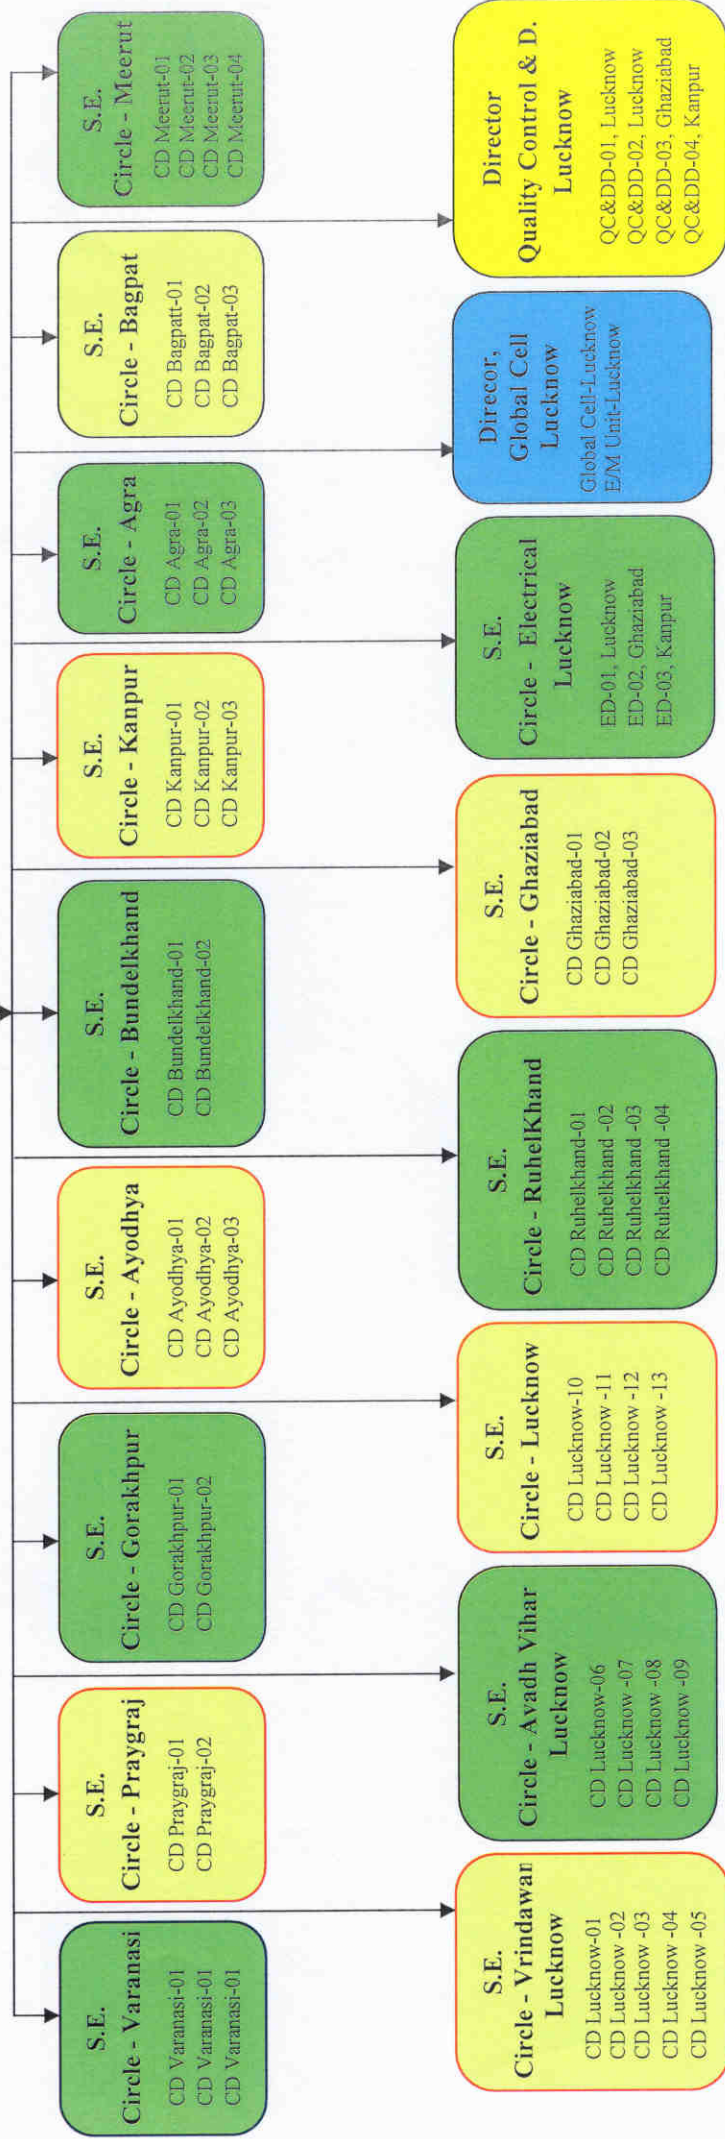 S.E.
Circle - Varanasi
CD Varanasi-01
CD Varanasi-01
CD Varanasi-01
S.E.
Circle - Praygraj
CD Praygraj-01
CD Praygraj-02
S.E.
Circle - Gorakhpur
CD Gorakhpur-01
CD Gorakhpur-02
S.E.
Circle - Ayodhya
CD Ayodhya-01
CD Ayodhya-02
CD Ayodhya-03
S.E.
Circle - Bundelkhand
CD Bundelkhand-01
CD Bundelkhand-02
S.E.
Circle - Kanpur
CD Kanpur-01
CD Kanpur-02
CD Kanpur-03
S.E.
Circle - Agra
CD Agra-01
CD Agra-02
CD Agra-03
S.E.
Circle - Bagpat
CD Bagpatt-01
CD Bagpat-02
CD Bagpat-03
S.E.
Circle - Meerut
CD Meerut-01
CD Meerut-02
CD Meerut-03
CD Meerut-04
S.E.
Circle - Vrindawan
Lucknow
CD Lucknow-01
CD Lucknow -02
CD Lucknow -03
CD Lucknow -04
CD Lucknow -05
S.E.
Circle - Avadh Vihar
Lucknow
CD Lucknow-06
CD Lucknow -07
CD Lucknow -08
CD Lucknow -09
S.E.
Circle - Lucknow
CD Lucknow-10
CD Lucknow -11
CD Lucknow -12
CD Lucknow -13
S.E.
Circle - RuhelKhand
CD Ruhelkhand-01
CD Ruhelkhand -02
CD Ruhelkhand -03
CD Ruhelkhand -04
S.E.
Circle - Ghaziabad
CD Ghaziabad-01
CD Ghaziabad-02
CD Ghaziabad-03
S.E.
Circle - Electrical
Lucknow
ED-01, Lucknow
ED-02, Ghaziabad
ED-03, Kanpur
Direcor,
Global Cell
Lucknow
Global Cell-Lucknow
E/M Unit-Lucknow
Director
Quality Control & D.
Lucknow
QC&DD-01, Lucknow
QC&DD-02, Lucknow
QC&DD-03, Ghaziabad
QC&DD-04, Kanpur